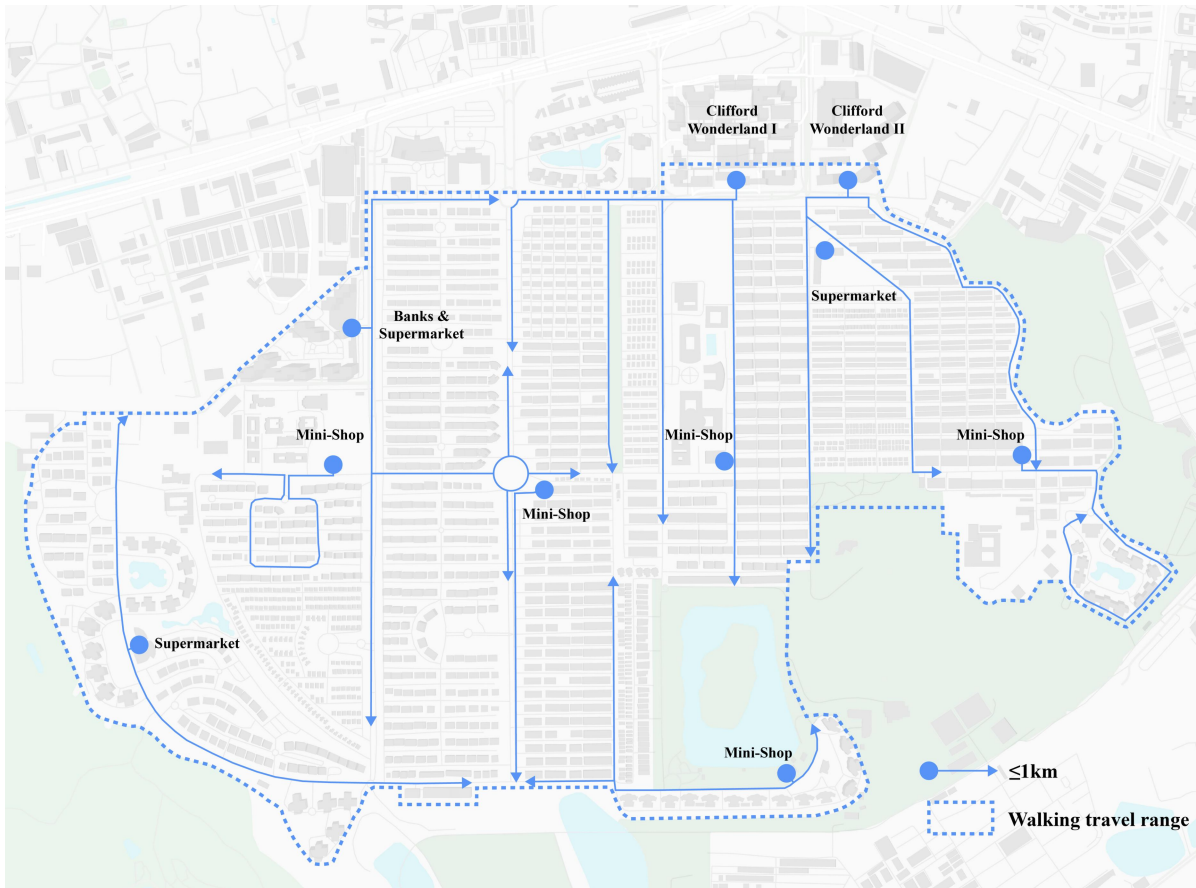 Clifford
Wonderland I
Clifford
Wonderland II
Supermarket
Banks &
Supermarket
Mini-Shop
Mini-Shop
Mini-Shop
Mini-Shop
Supermarket
Mini-Shop
≤1km
Walking travel range